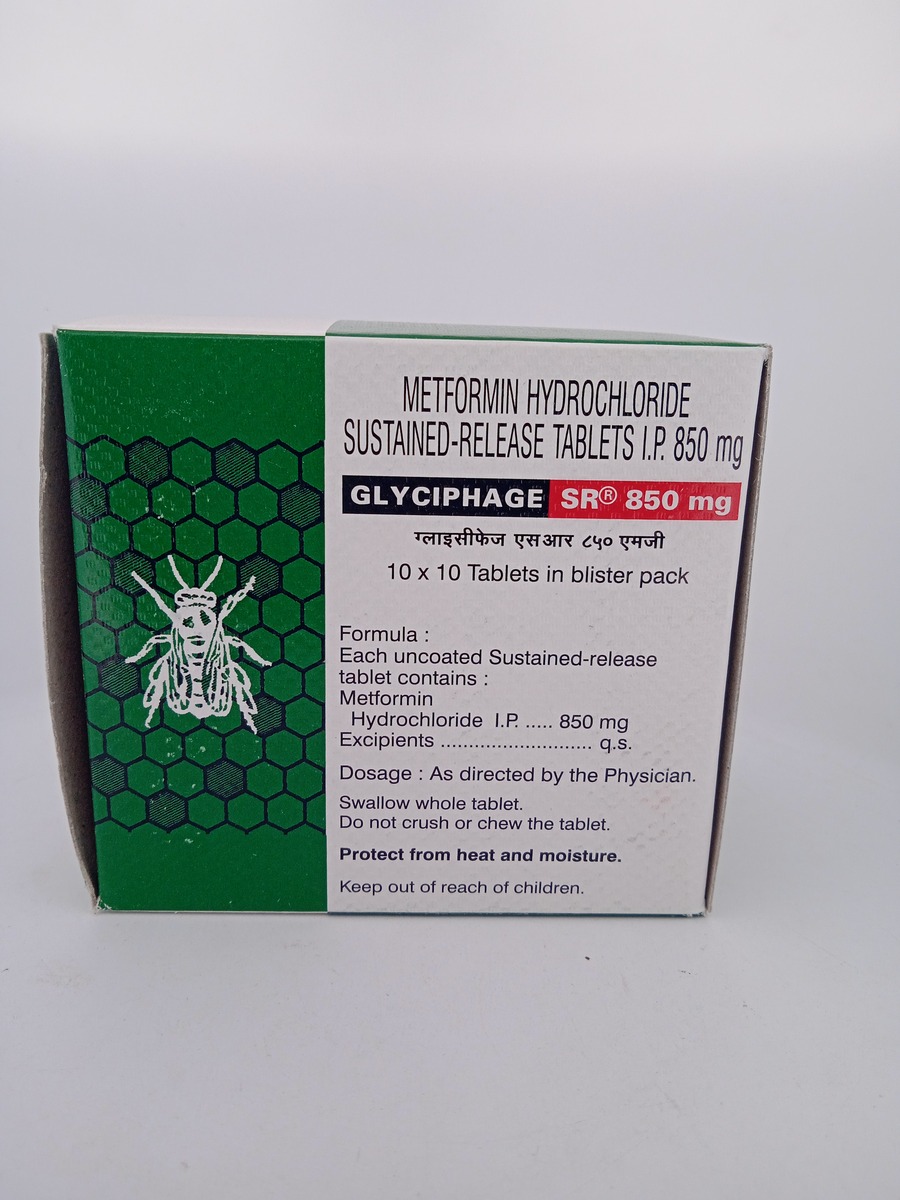 METFORMIN HYDROCHLORIDE
SUSTAINED-RELEASE TABLETS I.P. 850 mg
GLYCIPHAGE SR® 850 mg
ग्लाइसीफेज एसआर ८५० एमजी
10 x 10 Tablets in blister pack
Formula :
Each uncoated Sustained-release
tablet contains :
Metformin
Hydrochloride I.P. ..... 850 mg
Excipients ........................... q.s.
Dosage : As directed by the Physician.
Swallow whole tablet.
Do not crush or chew the tablet.
Protect from heat and moisture.
Keep out of reach of children.